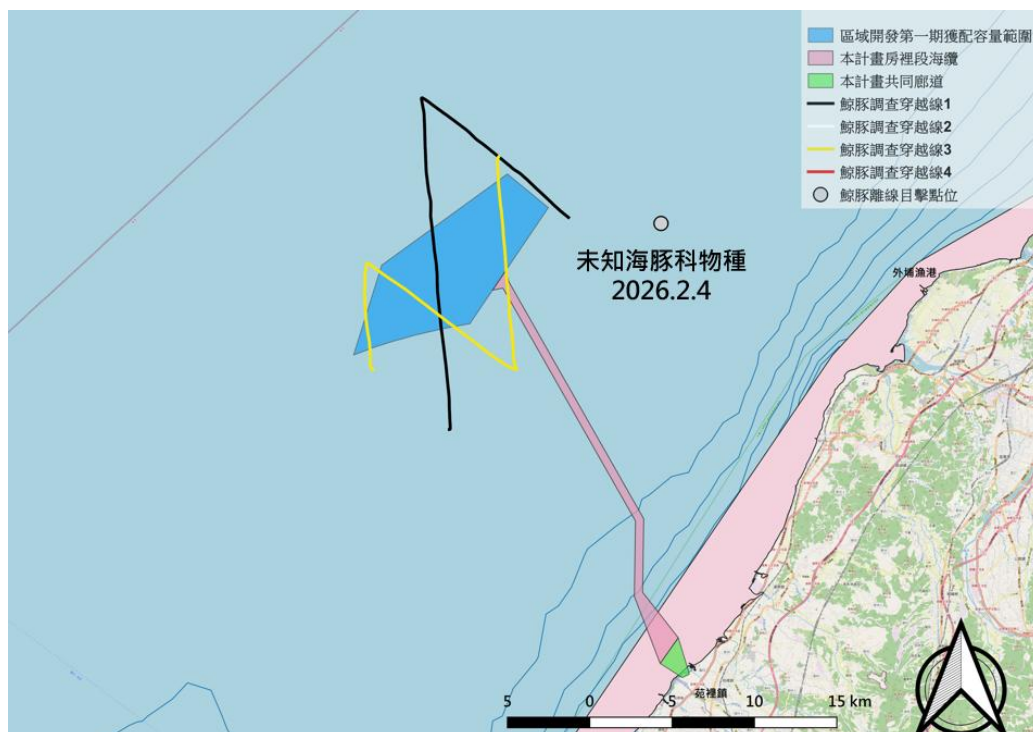 區域開發第一期獲配容量範圍
本計畫房裡段海纜
本計畫共同廊道
鯨豚調查穿越線1
鯨豚調查穿越線2
鯨豚調查穿越線3
鯨豚調查穿越線4
鯨豚離線目擊點位
未知海豚科物種
2026.2.4
外埔漁港
苑裡鎮
5 0 5 10 15 km